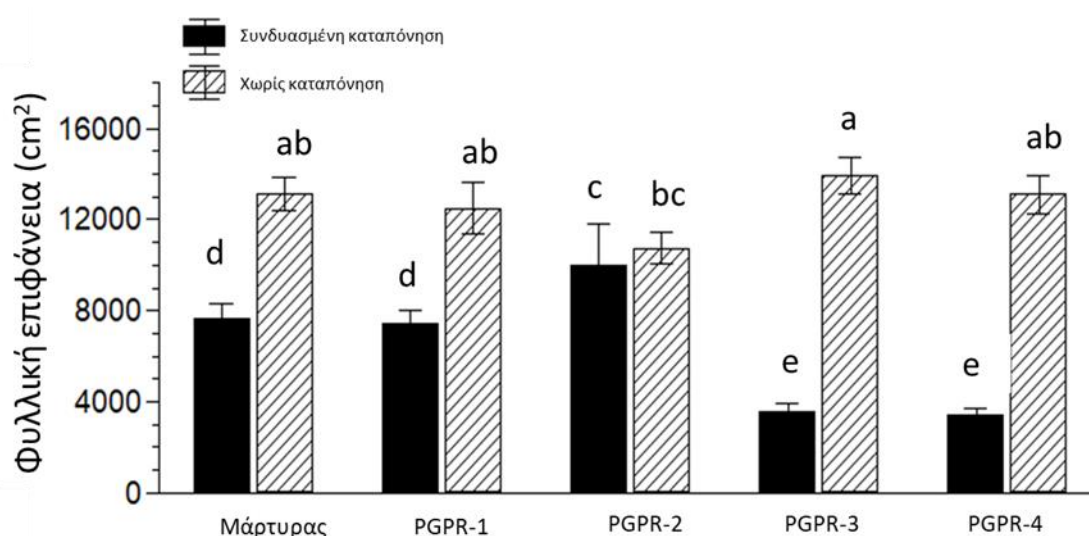 Συνδυασμένη καταπόνηση
Χωρίς καταπόνηση
Φυλλική επιφάνεια (cm²)
16000
12000
8000
4000
0
d
ab
d
ab
c
bc
e
a
e
ab
Μάρτυρας
PGPR-1
PGPR-2
PGPR-3
PGPR-4